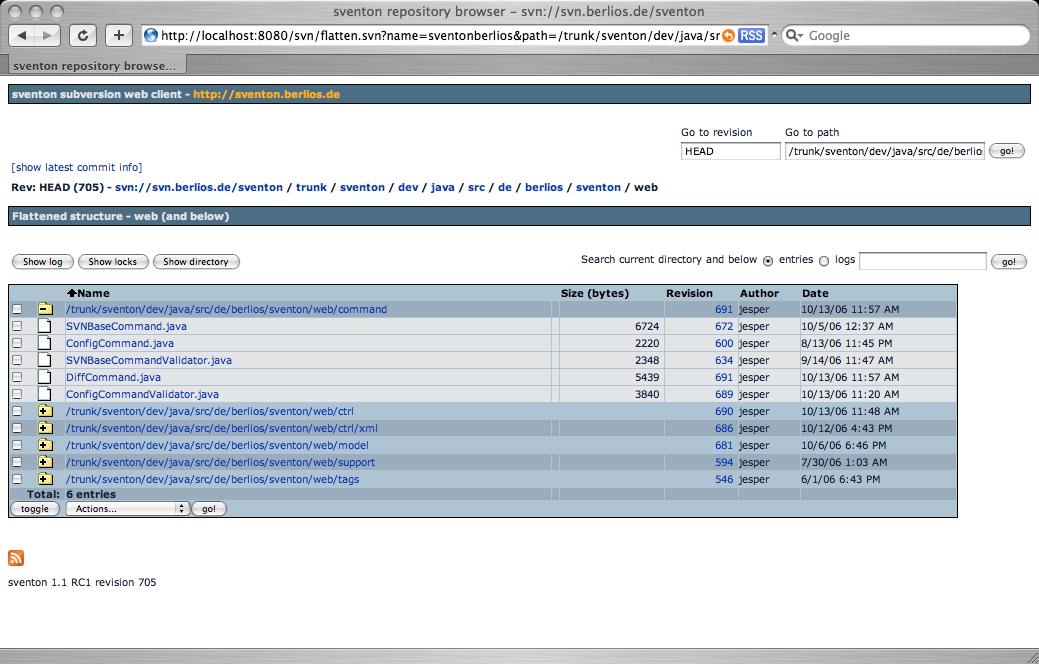 sventon repository browser – svn://svn.berlios.de/sventon
http://localhost:8080/svn/flatten.svn?name=sventonberlios&path=/trunk/sventon/dev/java/sr RSS Google
sventon repository browse...
sventon subversion web client - http://sventon.berlios.de
Go to revision Go to path
HEAD /trunk/sventon/dev/java/src/de/berlio go!
[show latest commit info]
Rev: HEAD (705) - svn://svn.berlios.de/sventon / trunk / sventon / dev / java / src / de / berlios / sventon / web
Flattened structure - web (and below)
Show log Show locks Show directory Search current directory and below entries logs go!
Name Size (bytes) Revision Author Date
/trunk/sventon/dev/java/src/de/berlios/sventon/web/command 691 jesper 10/13/06 11:57 AM
SVNBaseCommand.java 6724 672 jesper 10/5/06 12:37 AM
ConfigCommand.java 2220 600 jesper 8/13/06 11:45 PM
SVNBaseCommandValidator.java 2348 634 jesper 9/14/06 11:47 AM
DiffCommand.java 5439 691 jesper 10/13/06 11:57 AM
ConfigCommandValidator.java 3840 689 jesper 10/13/06 11:20 AM
/trunk/sventon/dev/java/src/de/berlios/sventon/web/ctrl 690 jesper 10/13/06 11:48 AM
/trunk/sventon/dev/java/src/de/berlios/sventon/web/ctrl/xml 686 jesper 10/12/06 4:43 PM
/trunk/sventon/dev/java/src/de/berlios/sventon/web/model 681 jesper 10/6/06 6:46 PM
/trunk/sventon/dev/java/src/de/berlios/sventon/web/support 594 jesper 7/30/06 1:03 AM
/trunk/sventon/dev/java/src/de/berlios/sventon/web/tags 546 jesper 6/1/06 6:43 PM
Total: 6 entries
toggle Actions... go!
sventon 1.1 RC1 revision 705